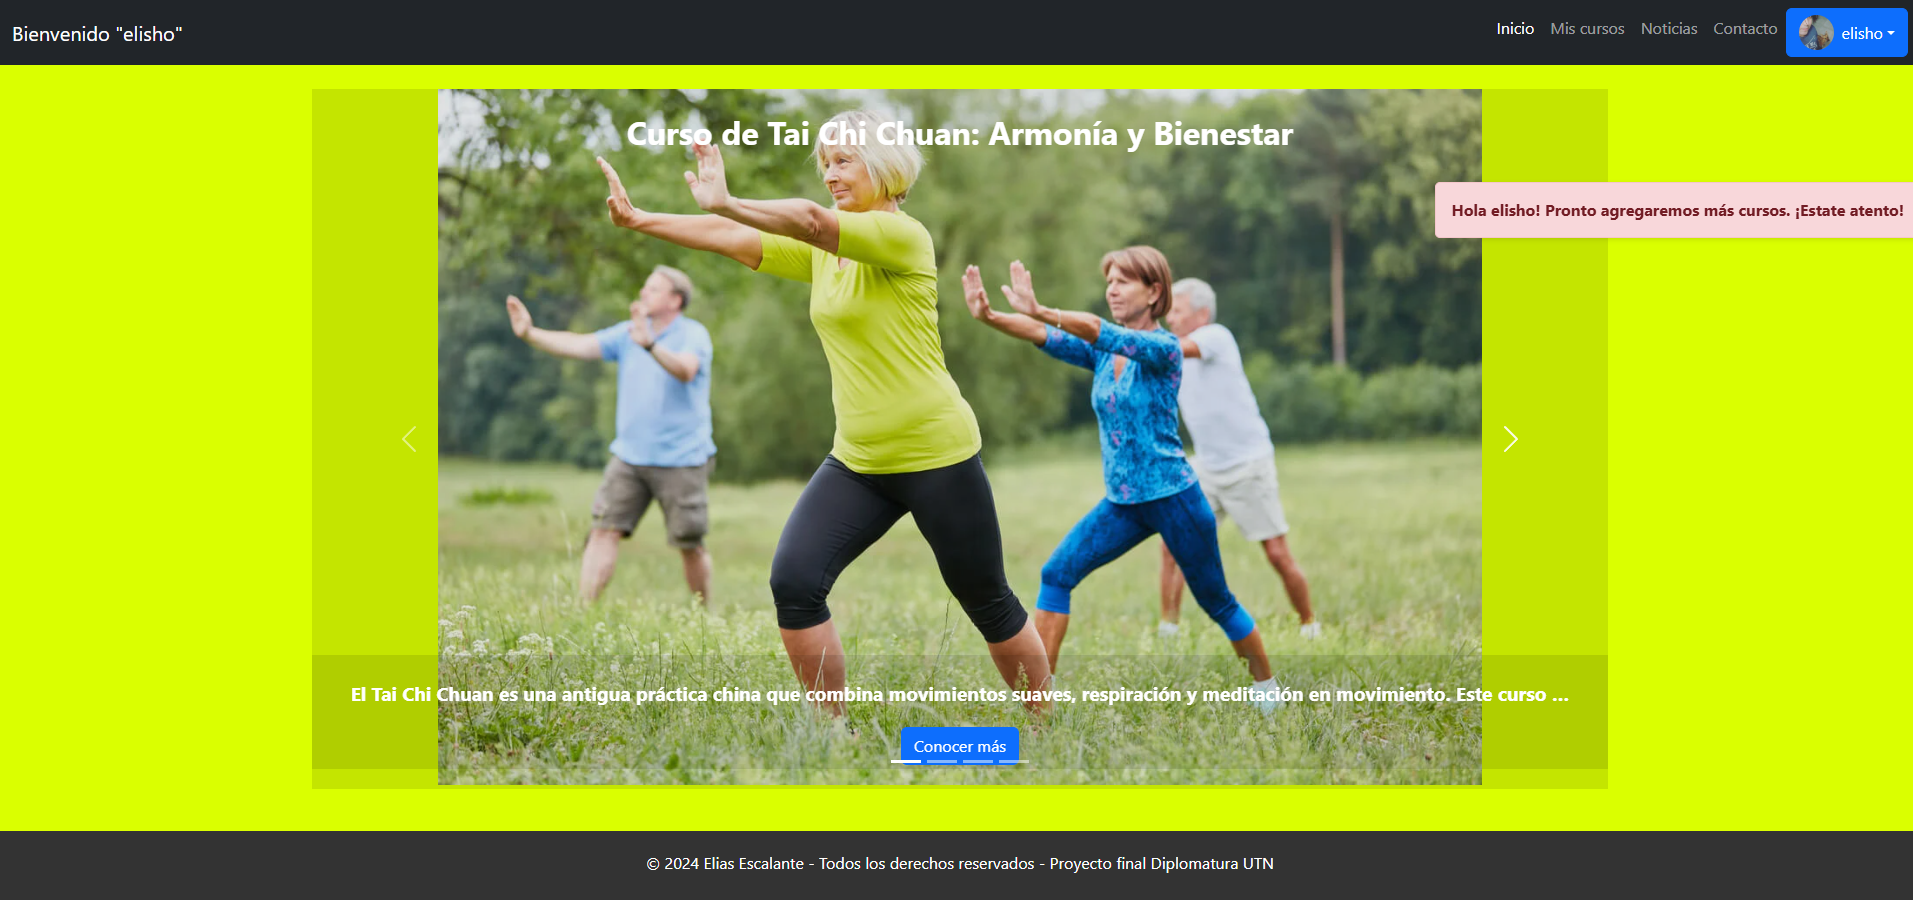 Bienvenido "elisho"
Inicio Mis cursos Noticias Contacto elisho
Curso de Tai Chi Chuan: Armonía y Bienestar
Hola elisho! Pronto agregaremos más cursos. ¡Estate atento!
El Tai Chi Chuan es una antigua práctica china que combina movimientos suaves, respiración y meditación en movimiento. Este curso ...
Conocer más
© 2024 Elias Escalante - Todos los derechos reservados - Proyecto final Diplomatura UTN